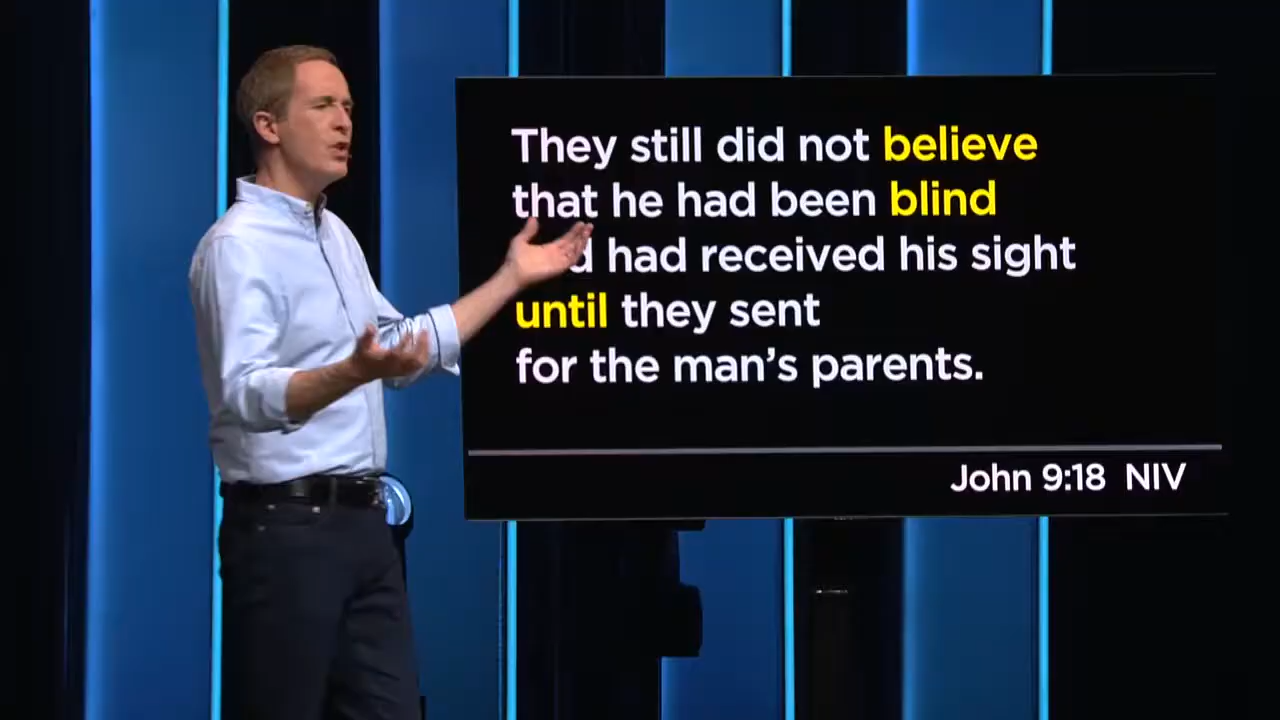 They still did not believe
that he had been blind
had received his sight
until they sent
for the man's parents.
John 9:18 NIV